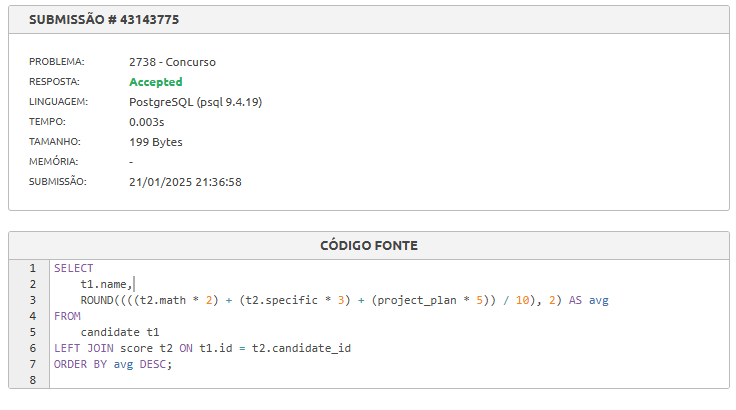 SUBMISSÃO # 43143775
PROBLEMA: 2738 - Concurso
RESPOSTA: Accepted
LINGUAGEM: PostgreSQL (psql 9.4.19)
TEMPO: 0.003s
TAMANHO: 199 Bytes
MEMÓRIA: -
SUBMISSÃO: 21/01/2025 21:36:58
CÓDIGO FONTE
1 SELECT
2     t1.name,
3     ROUND((((t2.math * 2) + (t2.specific * 3) + (project_plan * 5)) / 10), 2) AS avg
4 FROM
5     candidate t1
6 LEFT JOIN score t2 ON t1.id = t2.candidate_id
7 ORDER BY avg DESC;
8